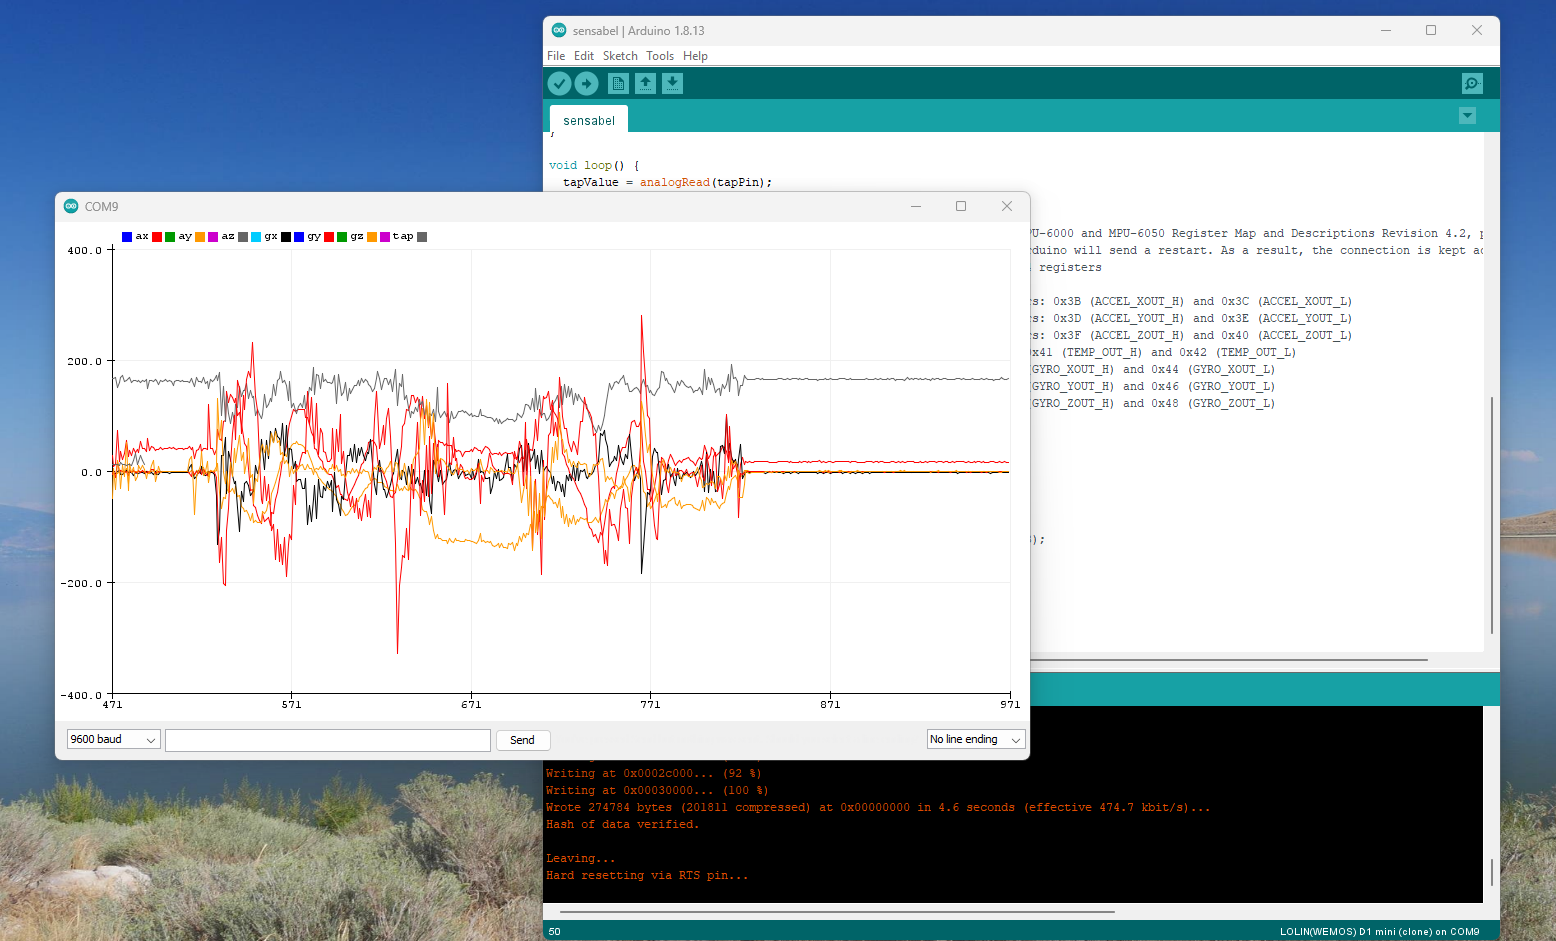 sensabel | Arduino 1.8.13
File Edit Sketch Tools Help
sensabel
void loop() {
tapValue = analogRead(tapPin);
COM9
ax ay az gx gy gz tap
400.0
200.0
0.0
-200.0
-400.0
471 571 671 771 871 971
9600 baud
Send
No line ending
PU-6000 and MPU-6050 Register Map and Descriptions Revision 4.2, p
rduino will send a restart. As a result, the connection is kept ac
registers
rs: 0x3B (ACCEL_XOUT_H) and 0x3C (ACCEL_XOUT_L)
rs: 0x3D (ACCEL_YOUT_H) and 0x3E (ACCEL_YOUT_L)
rs: 0x3F (ACCEL_ZOUT_H) and 0x40 (ACCEL_ZOUT_L)
x41 (TEMP_OUT_H) and 0x42 (TEMP_OUT_L)
GYRO_XOUT_H) and 0x44 (GYRO_XOUT_L)
GYRO_YOUT_H) and 0x46 (GYRO_YOUT_L)
GYRO_ZOUT_H) and 0x48 (GYRO_ZOUT_L)
);
Writing at 0x0002c000... (92 %)
Writing at 0x00030000... (100 %)
Wrote 274784 bytes (201811 compressed) at 0x00000000 in 4.6 seconds (effective 474.7 kbit/s)...
Hash of data verified.
Leaving...
Hard resetting via RTS pin...
50
LOLIN(WEMOS) D1 mini (clone) on COM9